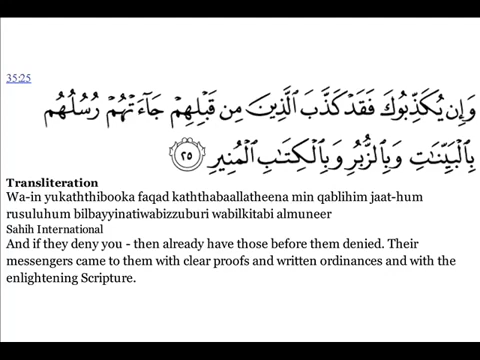 35:25
وَإِن يُكَذِّبُوكَ فَقَدْ كَذَّبَ ٱلَّذِينَ مِن قَبْلِهِمْ جَآءَتْهُمْ رُسُلُهُم
بِٱلْبَيِّنَٰتِ وَبِٱلزُّبُرِ وَبِٱلْكِتَٰبِ ٱلْمُنِيرِ ٢٥
Transliteration
Wa-in yukaththibooka faqad kaththabaallatheena min qablihim jaat-hum
rusuluhum bilbayyinatiwabizzuburi wabilkitabi almuneer
Sahih International
And if they deny you - then already have those before them denied. Their
messengers came to them with clear proofs and written ordinances and with the
enlightening Scripture.